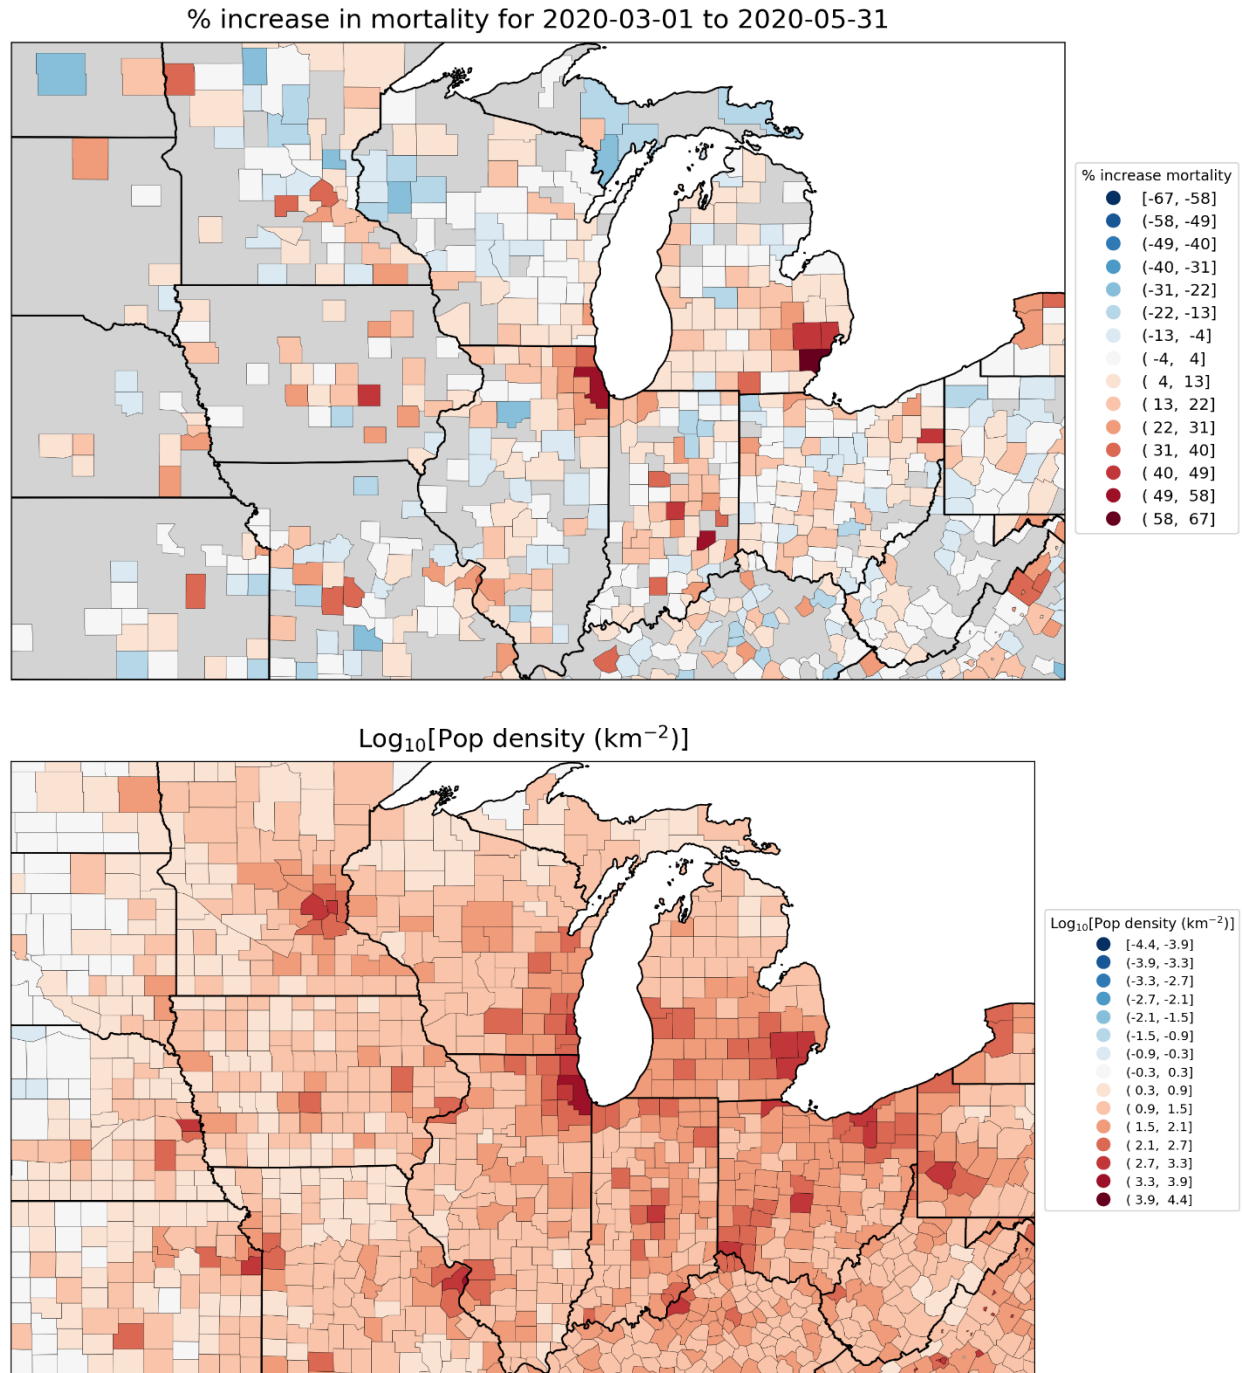 % increase in mortality for 2020-03-01 to 2020-05-31
% increase mortality
[-67, -58]
(-58, -49]
(-49, -40]
(-40, -31]
(-31, -22]
(-22, -13]
(-13, -4]
( -4, 4]
( 4, 13]
( 13, 22]
( 22, 31]
( 31, 40]
( 40, 49]
( 49, 58]
( 58, 67]
Log₁₀[Pop density (km⁻²)]
Log₁₀[Pop density (km⁻²)]
[-4.4, -3.9]
(-3.9, -3.3]
(-3.3, -2.7]
(-2.7, -2.1]
(-2.1, -1.5]
(-1.5, -0.9]
(-0.9, -0.3]
(-0.3, 0.3]
( 0.3, 0.9]
( 0.9, 1.5]
( 1.5, 2.1]
( 2.1, 2.7]
( 2.7, 3.3]
( 3.3, 3.9]
( 3.9, 4.4]